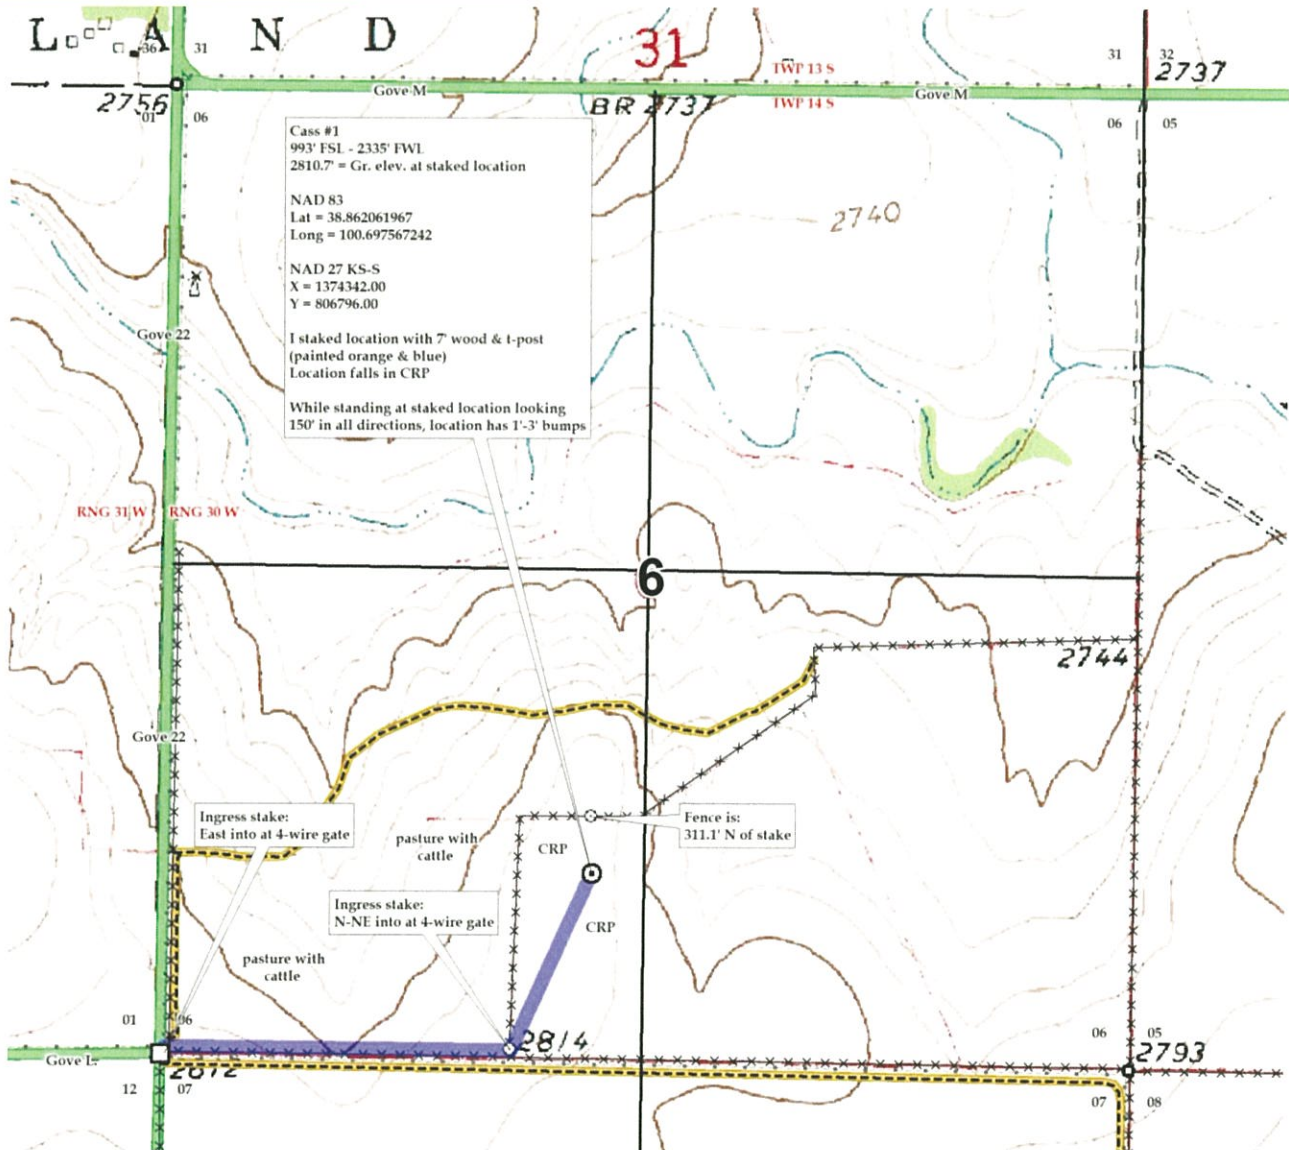 L A N D
31
36 31
31 32
2737
TWP 13 S
Gove M
Gove M
2756
BR 2737
TWP 14 S
01 06
06 05
Cass #1
993' FSL - 2335' FWL
2810.7' = Gr. elev. at staked location
NAD 83
Lat = 38.862061967
Long = 100.697567242
NAD 27 KS-S
X = 1374342.00
Y = 806796.00
I staked location with 7' wood & t-post
(painted orange & blue)
Location falls in CRP
While standing at staked location looking
150' in all directions, location has 1'-3' bumps
2740
Gove 22
RNG 31 W RNG 30 W
6
2744
Gove 22
Ingress stake:
East into at 4-wire gate
pasture with
cattle
CRP
Fence is:
311.1' N of stake
Ingress stake:
N-NE into at 4-wire gate
CRP
pasture with
cattle
01 06
06 05
2814
2793
Gove L
2812
12 07
07 08